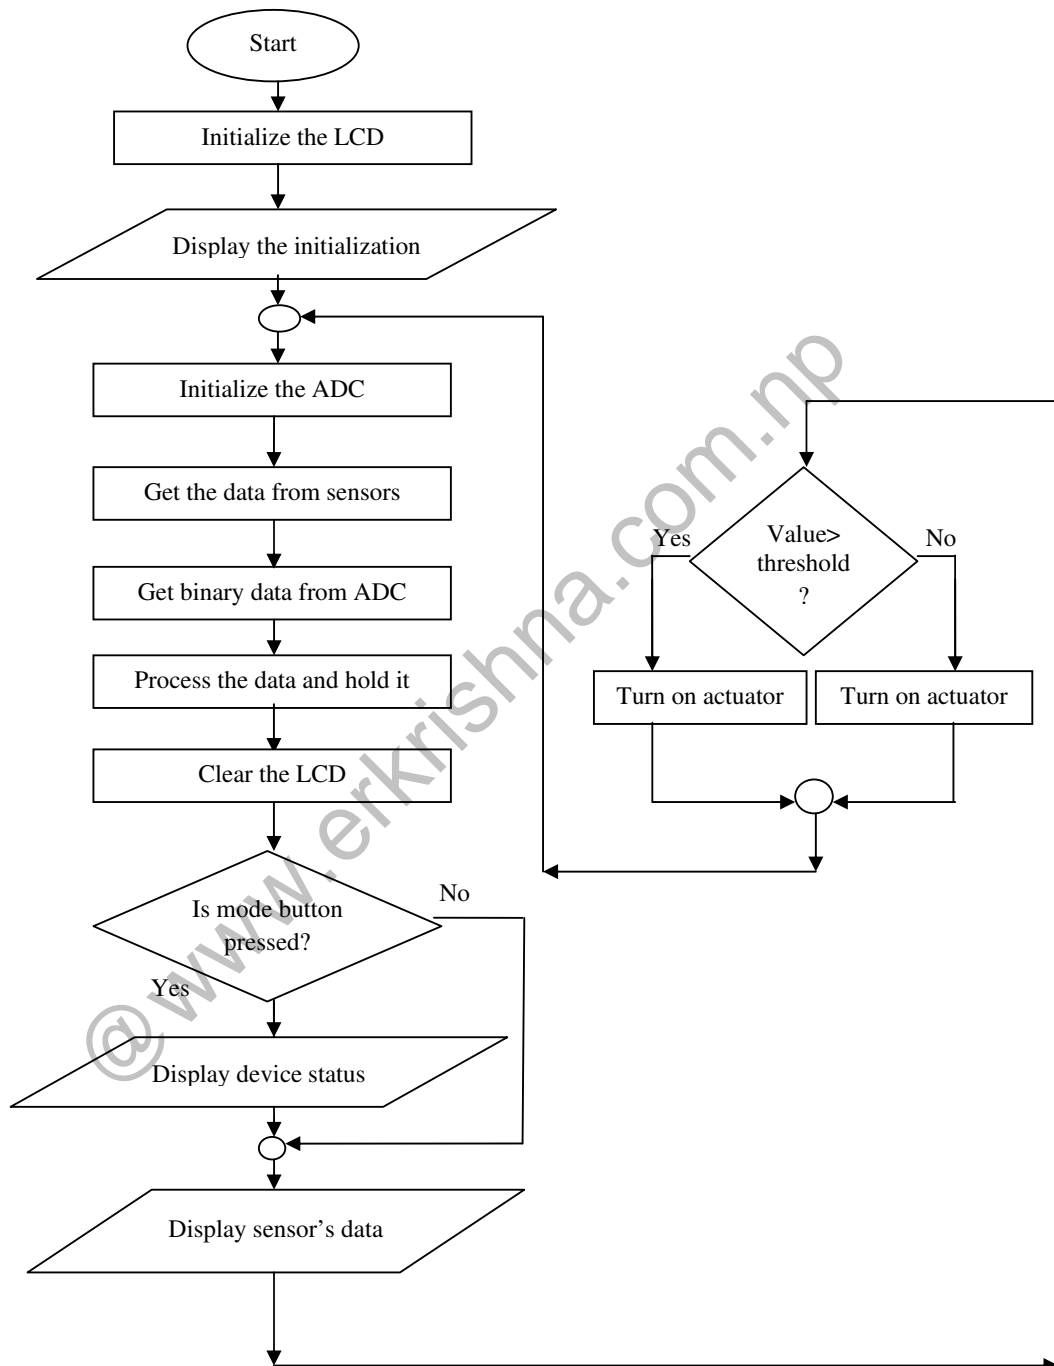 Start
Initialize the LCD
Display the initialization
Initialize the ADC
Get the data from sensors
Get binary data from ADC
Process the data and hold it
Clear the LCD
Is mode button
pressed?
No
Yes
Display device status
Display sensor's data
Value>
threshold
?
Yes
No
Turn on actuator
Turn on actuator
@www.erkrishna.com.np